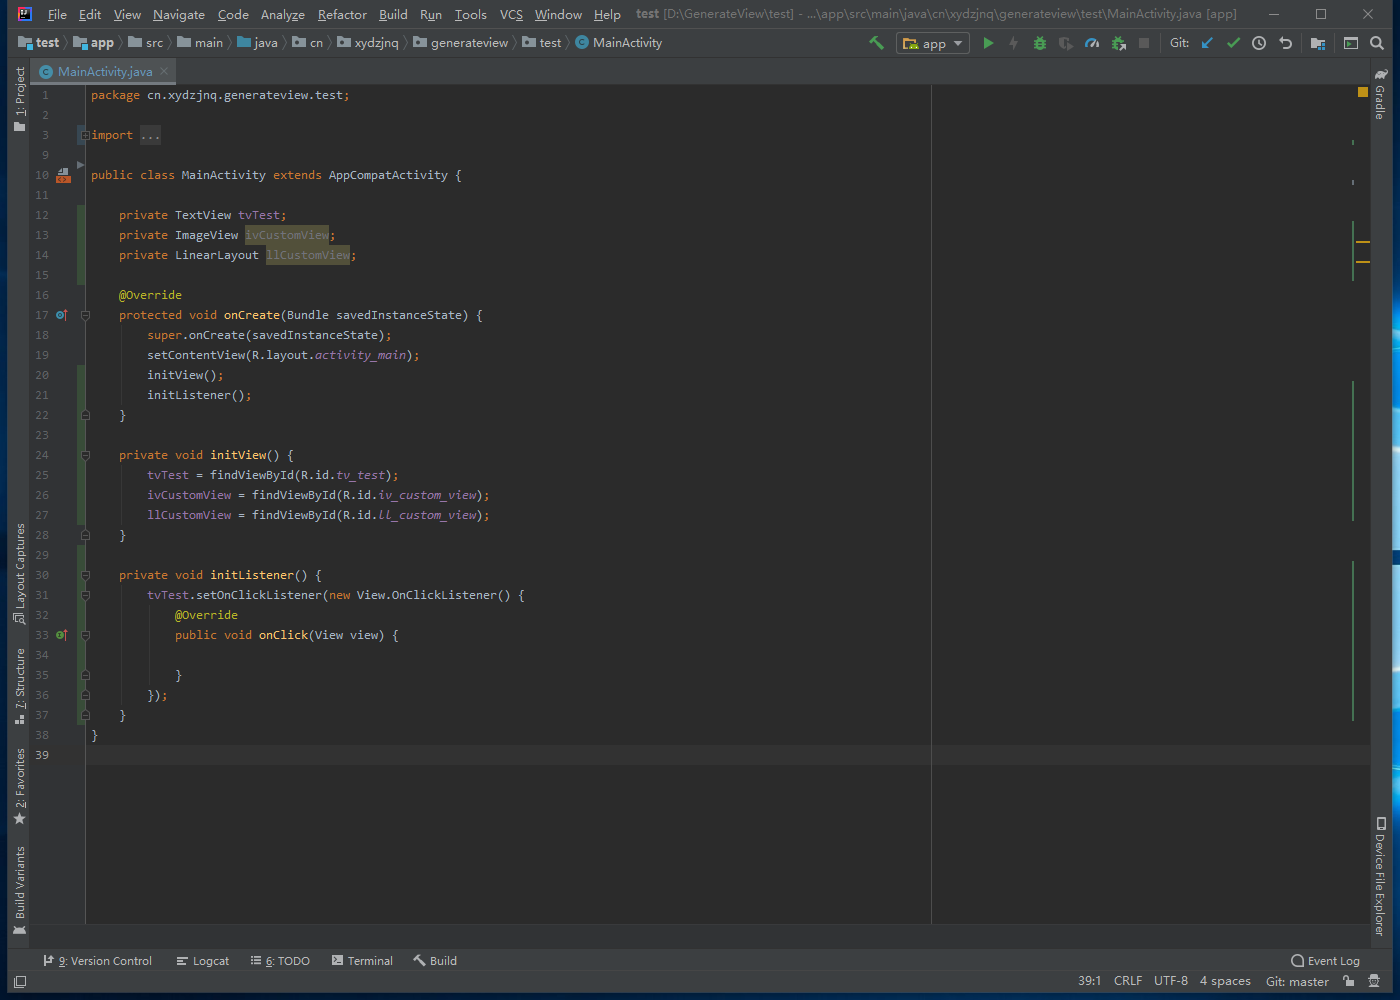 File Edit View Navigate Code Analyze Refactor Build Run Tools VCS Window Help test [D:\GenerateView\test] - ...\app\src\main\java\cn\xydzjnq\generateview\test\MainActivity.java [app]
test app src main java cn xydzjnq generateview test MainActivity app Git:
MainActivity.java
1 package cn.xydzjnq.generateview.test;
2
3 import ...
9
10 public class MainActivity extends AppCompatActivity {
11
12 private TextView tvTest;
13 private ImageView ivCustomView;
14 private LinearLayout llCustomView;
15
16 @Override
17 protected void onCreate(Bundle savedInstanceState) {
18 super.onCreate(savedInstanceState);
19 setContentView(R.layout.activity_main);
20 initView();
21 initListener();
22 }
23
24 private void initView() {
25 tvTest = findViewById(R.id.tv_test);
26 ivCustomView = findViewById(R.id.iv_custom_view);
27 llCustomView = findViewById(R.id.ll_custom_view);
28 }
29
30 private void initListener() {
31 tvTest.setOnClickListener(new View.OnClickListener() {
32 @Override
33 public void onClick(View view) {
34
35 }
36 });
37 }
38 }
39
1: Project
Layout Captures
7: Structure
2: Favorites
Build Variants
Gradle
Device File Explorer
9: Version Control Logcat 6: TODO Terminal Build Event Log
39:1 CRLF UTF-8 4 spaces Git: master